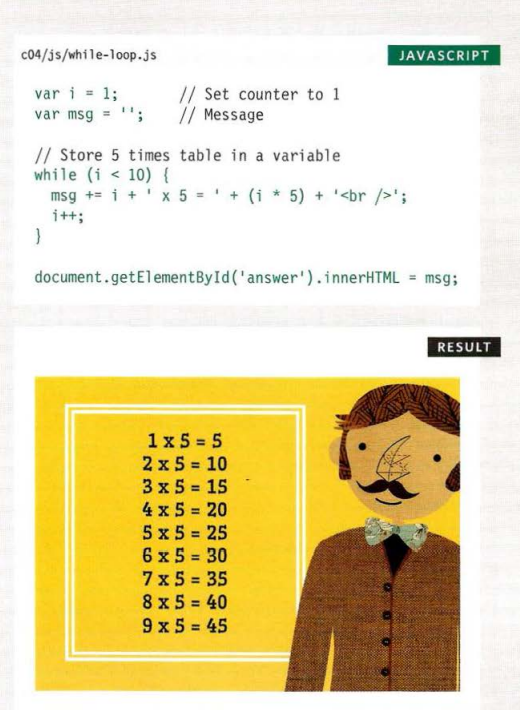 c04/js/while-loop.js
JAVASCRIPT
var i = 1;        // Set counter to 1
var msg = '';     // Message
// Store 5 times table in a variable
while (i < 10) {
  msg += i + ' x 5 = ' + (i * 5) + '<br />';
  i++;
}
document.getElementById('answer').innerHTML = msg;
RESULT
1 x 5 = 5
2 x 5 = 10
3 x 5 = 15
4 x 5 = 20
5 x 5 = 25
6 x 5 = 30
7 x 5 = 35
8 x 5 = 40
9 x 5 = 45